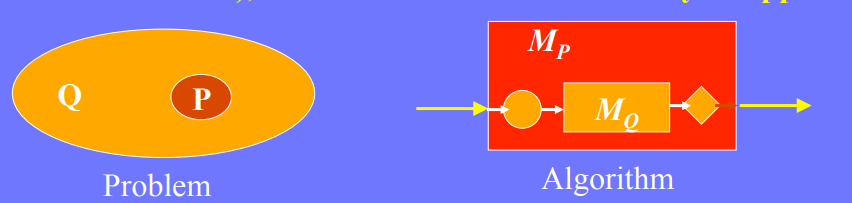 Q
P
Problem
M_P
M_Q
Algorithm